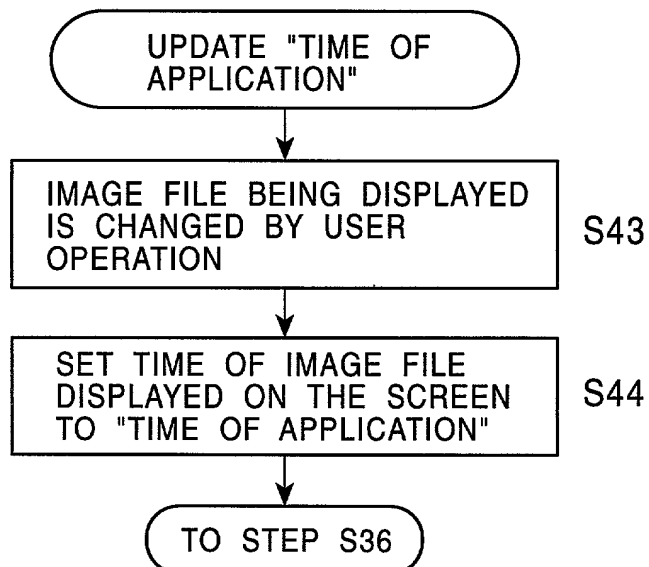 UPDATE "TIME OF
APPLICATION"
IMAGE FILE BEING DISPLAYED
IS CHANGED BY USER
OPERATION
S43
SET TIME OF IMAGE FILE
DISPLAYED ON THE SCREEN
TO "TIME OF APPLICATION"
S44
TO STEP S36